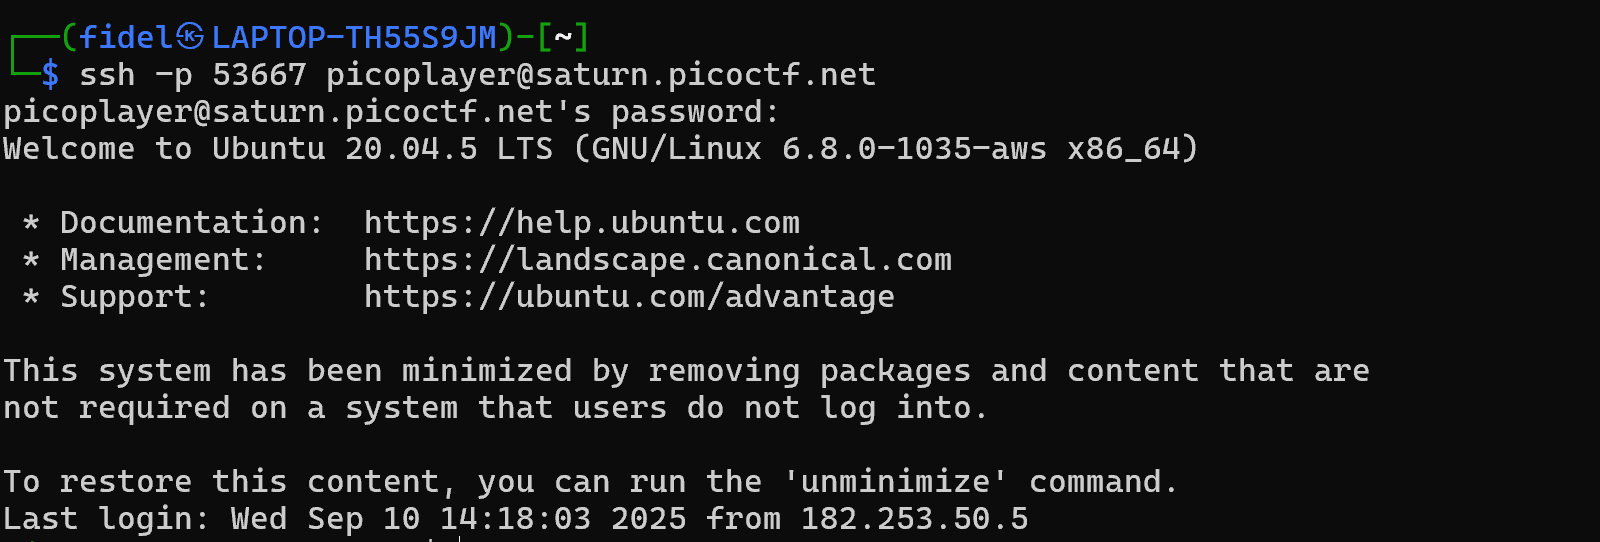 ┌──(fidel㉿LAPTOP-TH55S9JM)-[~]
└─$ ssh -p 53667 picoplayer@saturn.picoctf.net
picoplayer@saturn.picoctf.net's password:
Welcome to Ubuntu 20.04.5 LTS (GNU/Linux 6.8.0-1035-aws x86_64)
* Documentation:  https://help.ubuntu.com
* Management:     https://landscape.canonical.com
* Support:        https://ubuntu.com/advantage
This system has been minimized by removing packages and content that are
not required on a system that users do not log into.
To restore this content, you can run the 'unminimize' command.
Last login: Wed Sep 10 14:18:03 2025 from 182.253.50.5